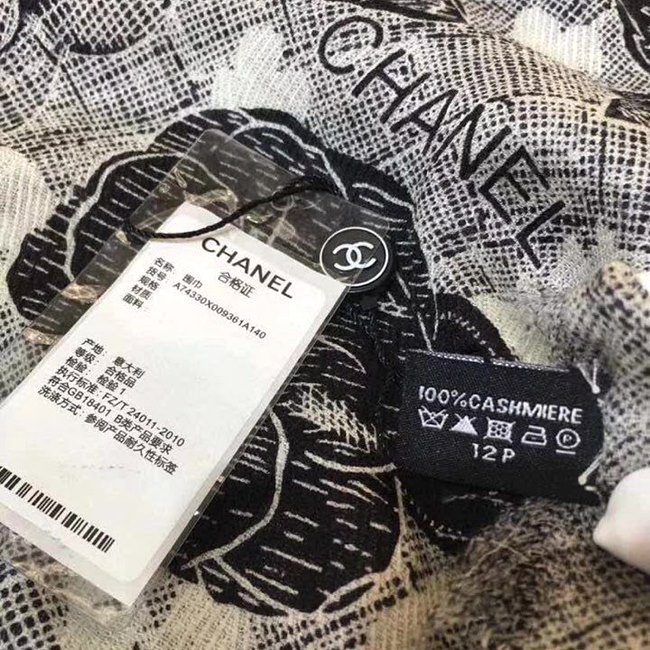 CHANEL
CHANEL
合格证
名称 围巾
货号 A74330X009361A140
规格
材质
面料
产地: 意大利
等级: 合格品
检验: 检验1
执行标准: FZ/T 24011-2010
符合GB18401 B类产品要求
洗涤方式: 参阅产品耐久性标签
100%CASHMIERE
12P